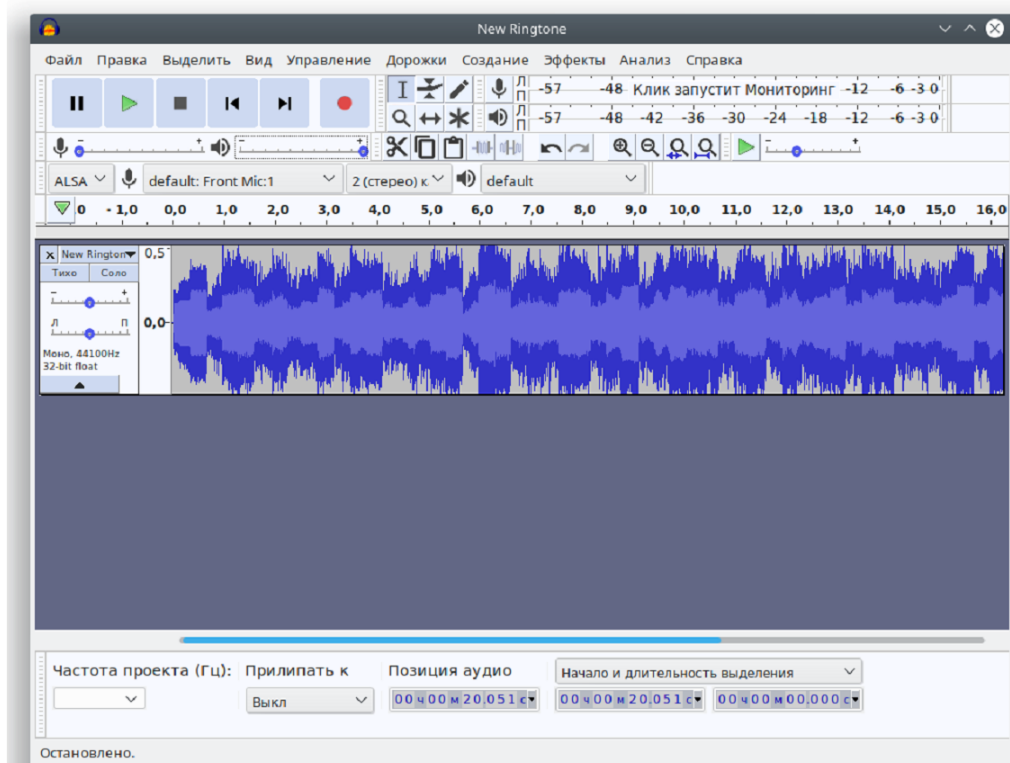 New Ringtone
Файл Правка Выделить Вид Управление Дорожки Создание Эффекты Анализ Справка
Л П -57 -48 Клик запустит Мониторинг -12 -6 -3 0
Л П -57 -48 -42 -36 -30 -24 -18 -12 -6 -3 0
- + - +
- +
ALSA default: Front Mic:1 2 (стерео) к. default
0 - 1,0 0,0 1,0 2,0 3,0 4,0 5,0 6,0 7,0 8,0 9,0 10,0 11,0 12,0 13,0 14,0 15,0 16,0
x New Rington 0,5
Тихо Соло
- +
Л П 0,0
Моно, 44100Hz
32-bit float
Частота проекта (Гц): Прилипать к Позиция аудио Начало и длительность выделения
Выкл 00 ч 00 м 20.051 с 00 ч 00 м 20.051 с 00 ч 00 м 00.000 с
Остановлено.